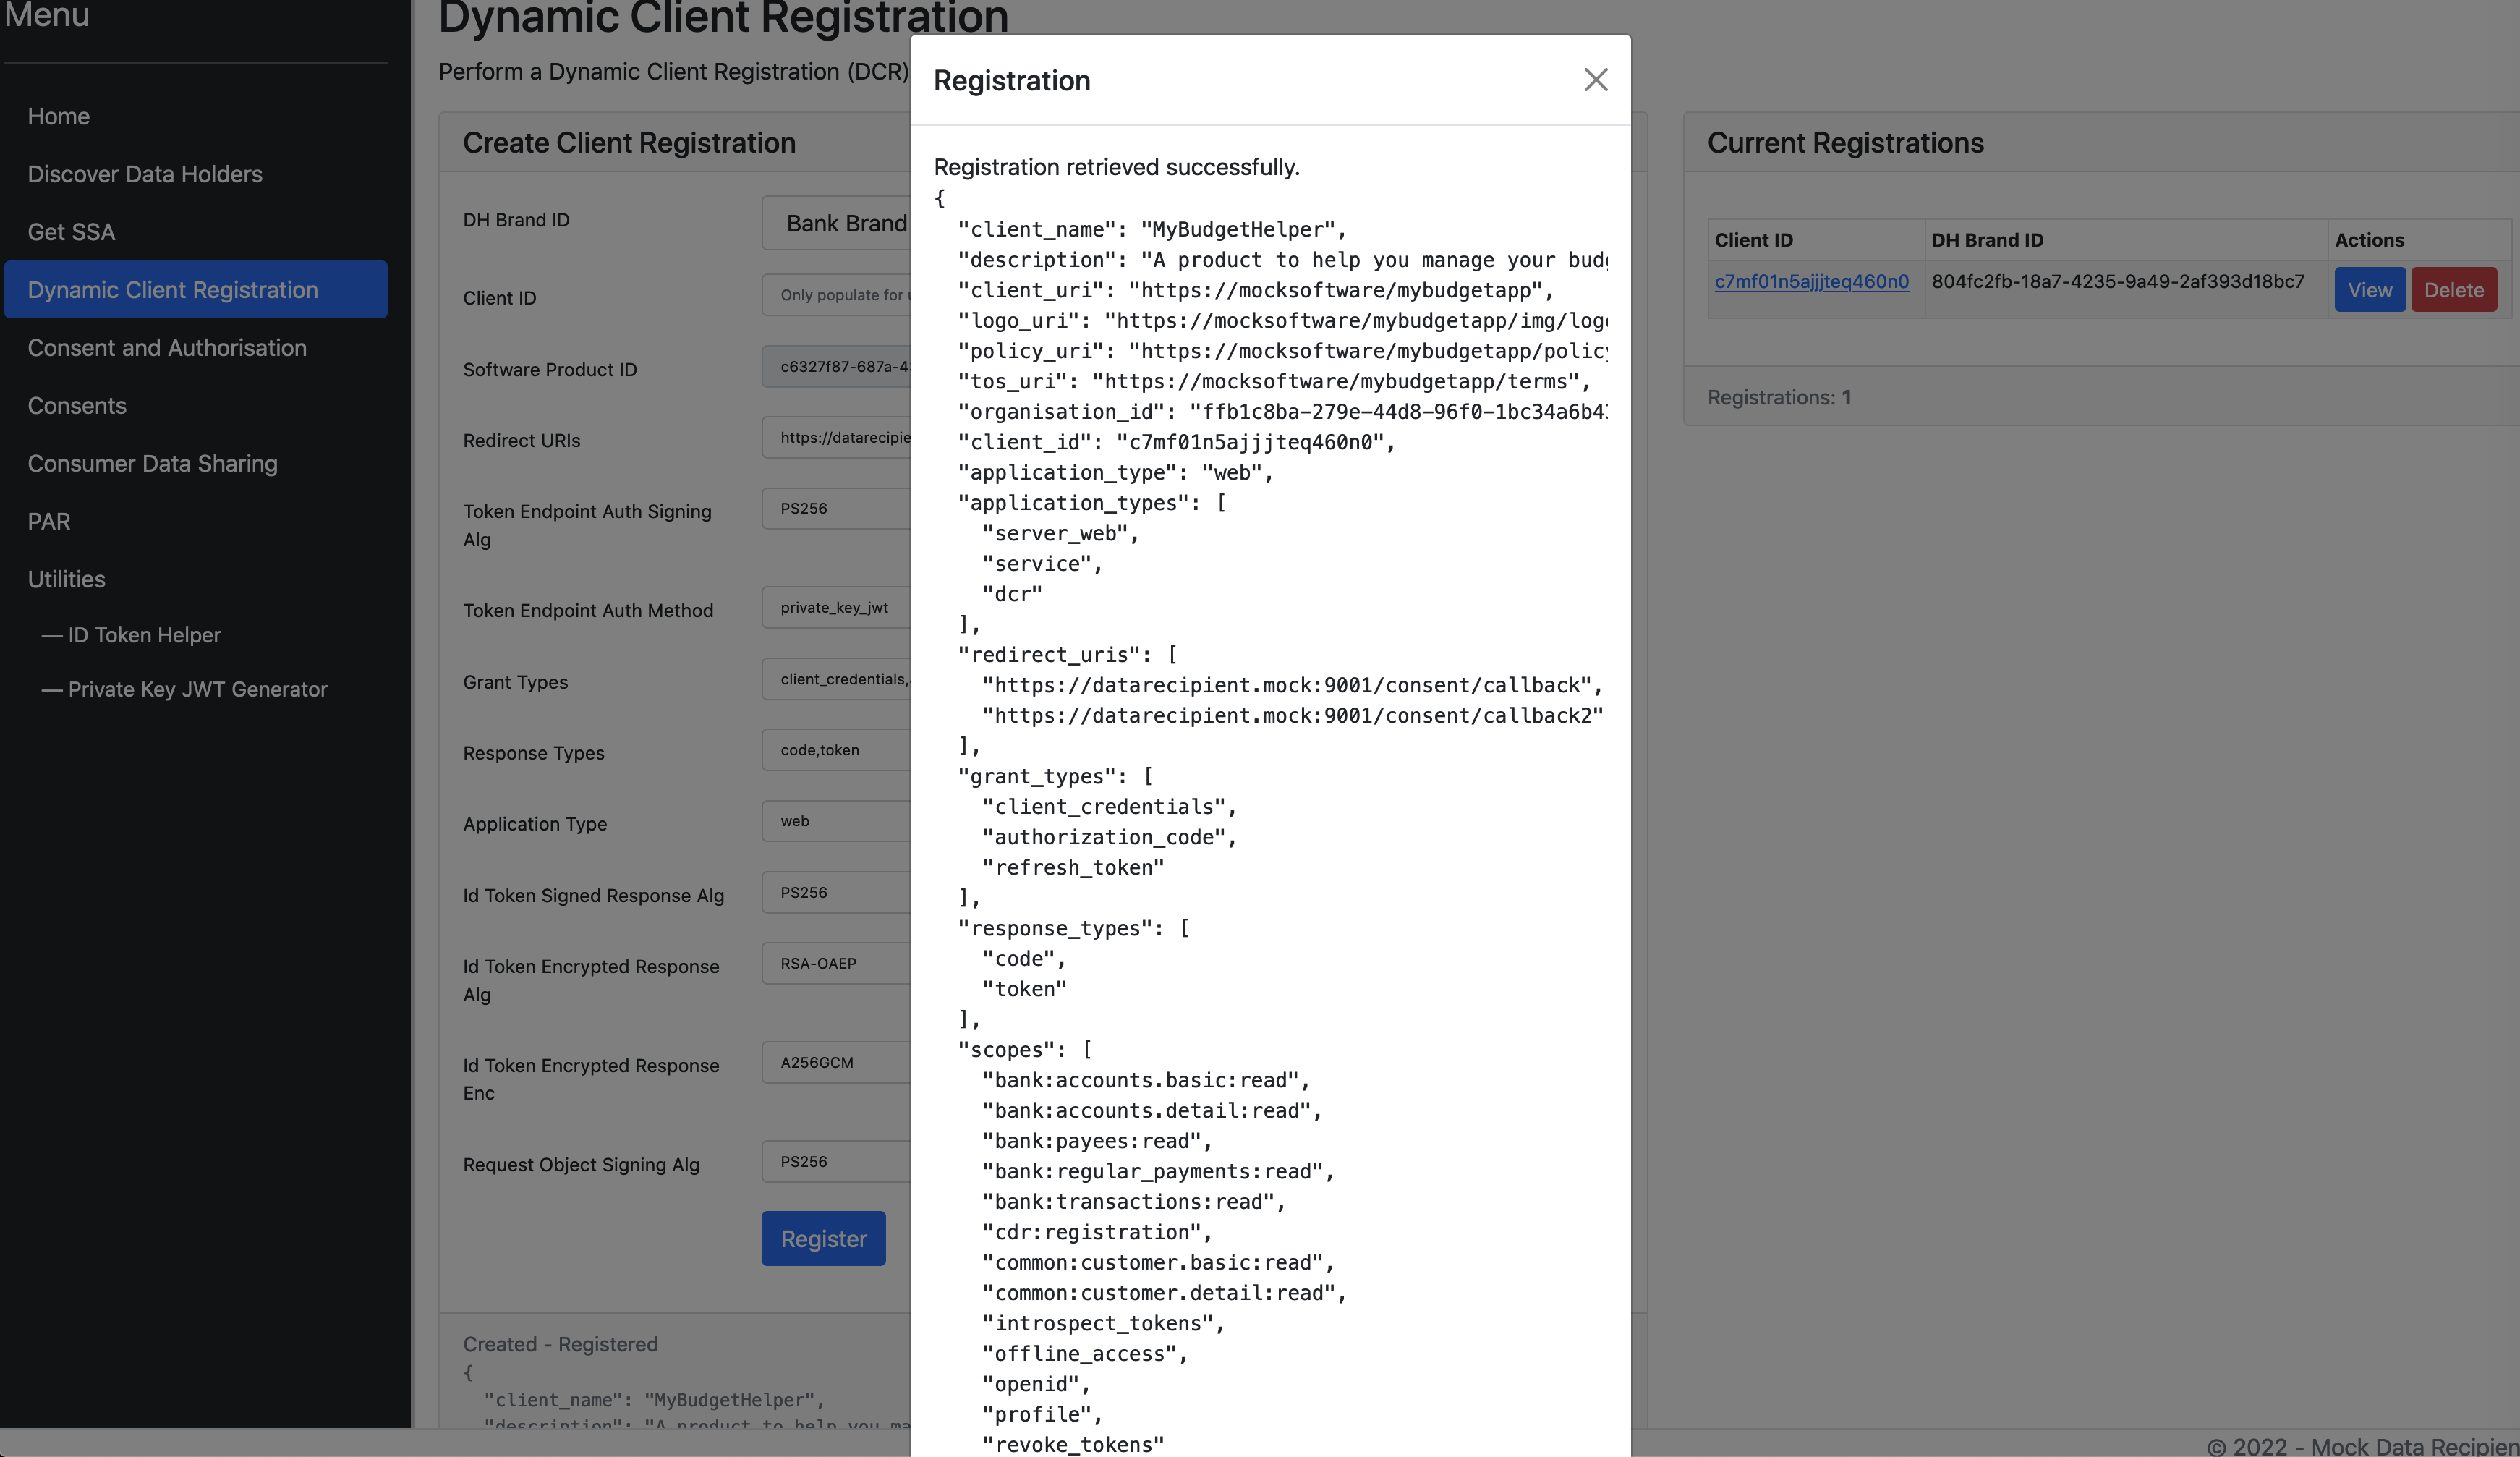 Menu
Home
Discover Data Holders
Get SSA
Dynamic Client Registration
Consent and Authorisation
Consents
Consumer Data Sharing
PAR
Utilities
— ID Token Helper
— Private Key JWT Generator
Dynamic Client Registration
Perform a Dynamic Client Registration (DCR)
Create Client Registration
DH Brand ID
Bank Brand
Client ID
Only populate for
Software Product ID
c6327f87-687a-4
Redirect URIs
https://datarecipie
Token Endpoint Auth Signing
Alg
PS256
Token Endpoint Auth Method
private_key_jwt
Grant Types
client_credentials,
Response Types
code,token
Application Type
web
Id Token Signed Response Alg
PS256
Id Token Encrypted Response
Alg
RSA-OAEP
Id Token Encrypted Response
Enc
A256GCM
Request Object Signing Alg
PS256
Register
Created - Registered
{
"client_name": "MyBudgetHelper",
"description": "A product to help you ma
Registration
Registration retrieved successfully.
{
"client_name": "MyBudgetHelper",
"description": "A product to help you manage your budg
"client_uri": "https://mocksoftware/mybudgetapp",
"logo_uri": "https://mocksoftware/mybudgetapp/img/logo
"policy_uri": "https://mocksoftware/mybudgetapp/policy
"tos_uri": "https://mocksoftware/mybudgetapp/terms",
"organisation_id": "ffb1c8ba-279e-44d8-96f0-1bc34a6b43
"client_id": "c7mf01n5ajjjteq460n0",
"application_type": "web",
"application_types": [
"server_web",
"service",
"dcr"
],
"redirect_uris": [
"https://datarecipient.mock:9001/consent/callback",
"https://datarecipient.mock:9001/consent/callback2"
],
"grant_types": [
"client_credentials",
"authorization_code",
"refresh_token"
],
"response_types": [
"code",
"token"
],
"scopes": [
"bank:accounts.basic:read",
"bank:accounts.detail:read",
"bank:payees:read",
"bank:regular_payments:read",
"bank:transactions:read",
"cdr:registration",
"common:customer.basic:read",
"common:customer.detail:read",
"introspect_tokens",
"offline_access",
"openid",
"profile",
"revoke_tokens"
Current Registrations
Client ID DH Brand ID Actions
c7mf01n5ajjjteq460n0 804fc2fb-18a7-4235-9a49-2af393d18bc7 View Delete
Registrations: 1
© 2022 - Mock Data Recipien